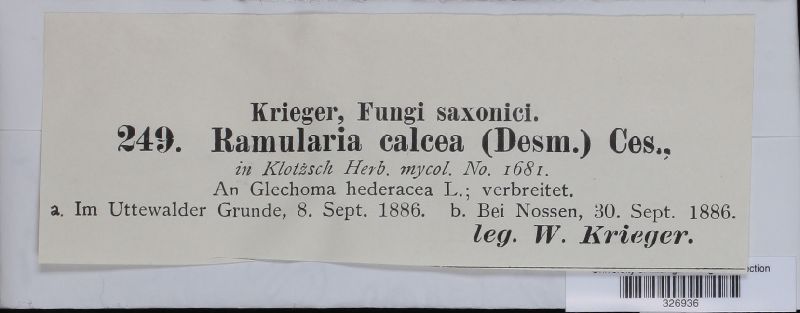 Krieger, Fungi saxonici.
249. Ramularia calcea (Desm.) Ces.,
in Klotzsch Herb. mycol. No. 1681.
An Glechoma hederacea L.; verbreitet.
a. Im Uttewalder Grunde, 8. Sept. 1886. b. Bei Nossen, 30. Sept. 1886.
leg. W. Krieger.
326936